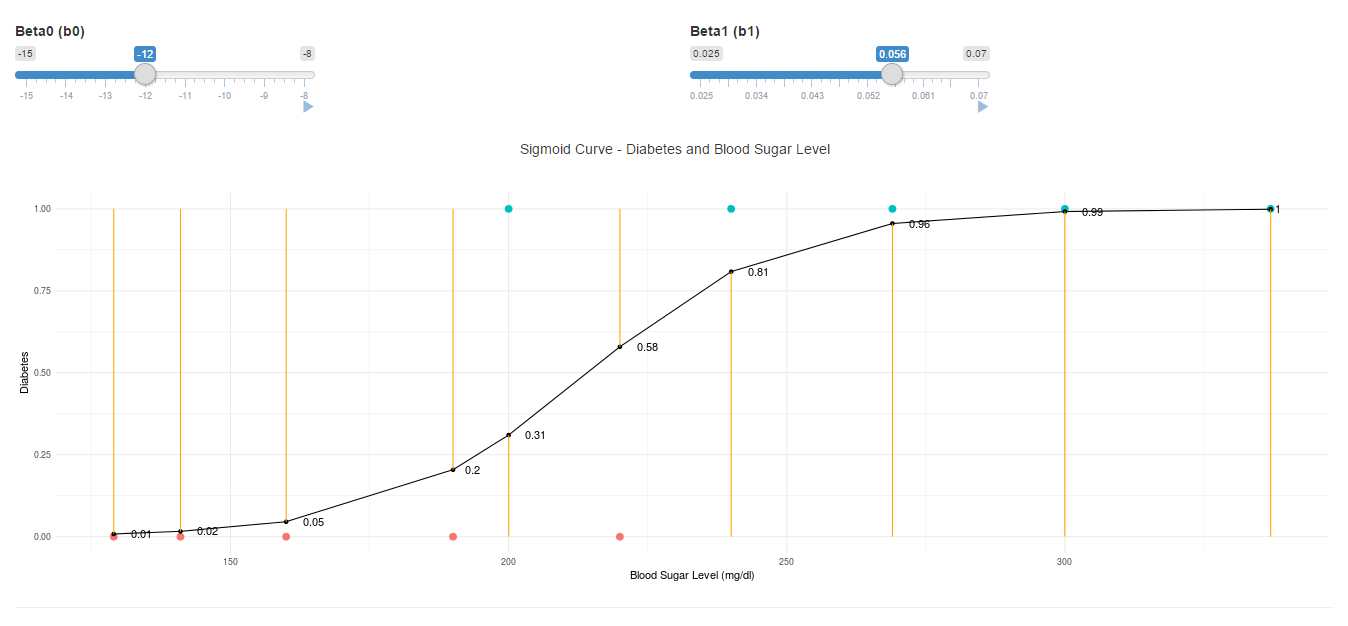 Beta0 (b0)
-15 -12 -8
-15 -14 -13 -12 -11 -10 -9 -8
Beta1 (b1)
0.025 0.056 0.07
0.025 0.034 0.043 0.052 0.061 0.07
Sigmoid Curve - Diabetes and Blood Sugar Level
1.00
0.75
0.50
0.25
0.00
Diabetes
0.01
0.02
0.05
0.2
0.31
0.58
0.81
0.96
0.99
1
150 200 250 300
Blood Sugar Level (mg/dl)